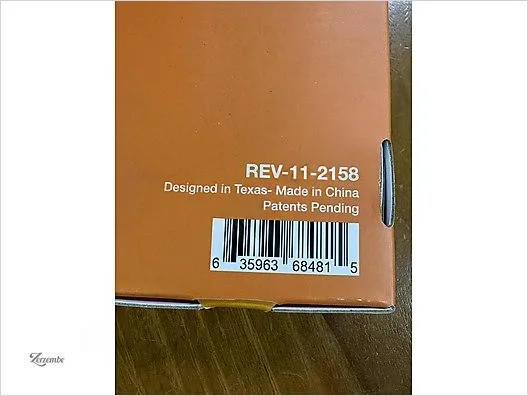 REV-11-2158
Designed in Texas- Made in China
Patents Pending
6 35963 68481 5
Zerzembe